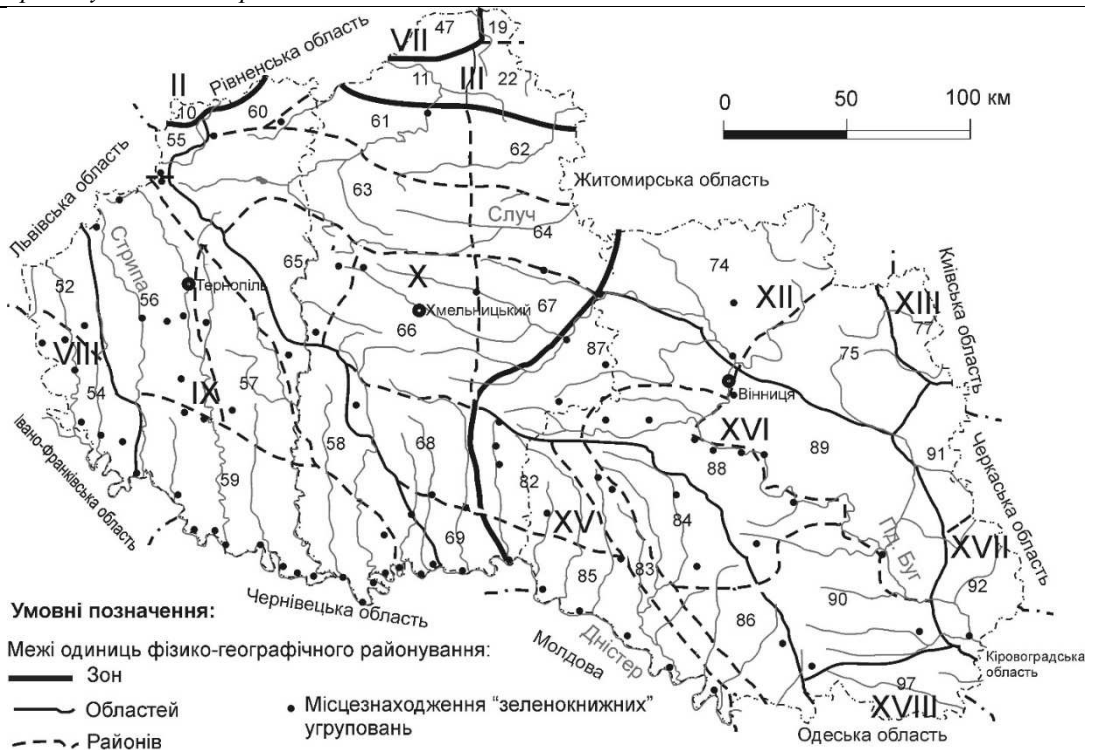 47
19
VII
Рівненська область
11
III
22
II
10
60
0
50
100 км
61
55
62
Житомирська область
63
Львівська область
Случ
64
Стрипа
74
Київська область
65
X
XII
XIII
52
56
Тернопіль
77
67
Хмельницький
66
75
87
VIII
IX
57
Вінниця
54
XVI
58
68
88
89
91
Черкаська область
59
82
Івано-Франківська область
XV
84
Пд. Буг
XVII
69
85
83
92
Чернівецька область
90
86
Умовні позначення:
Молдова
Дністер
Кіровоградська
область
Межі одиниць фізико-географічного районування:
97
Зон
XVIII
Областей
Місцезнаходження “зеленокнижних”
угруповань
Одеська область
Районів